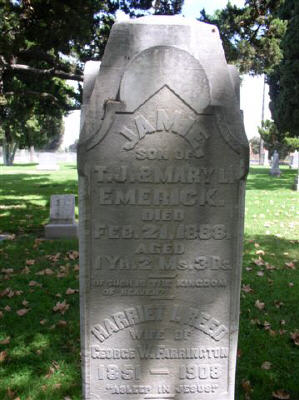 JAMIE
SON OF
T.J. & MARY L.
EMERICK.
DIED
FEB. 21, 1888.
AGED
1 YR. 2 MS. 3 DS.
OF SUCH IS THE KINGDOM
OF HEAVEN.
HARRIET L. REED
WIFE OF
GEORGE W. FARRINGTON
1851 — 1908
"ASLEEP IN JESUS"